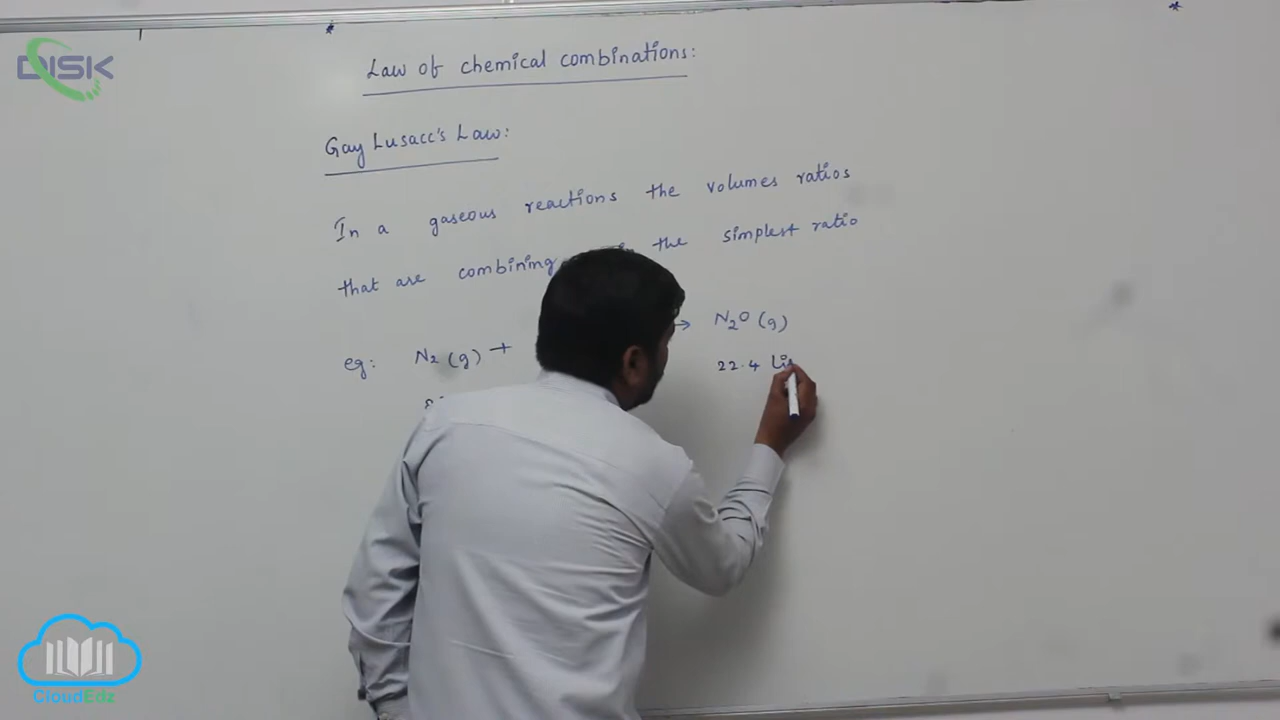 DISK
Law of chemical combinations:
Gay Lusacc's Law:
In a gaseous reactions the volumes ratios
that are combining the simplest ratio
eg: N2 (g) + → N2O (g)
22.4
CloudEdz